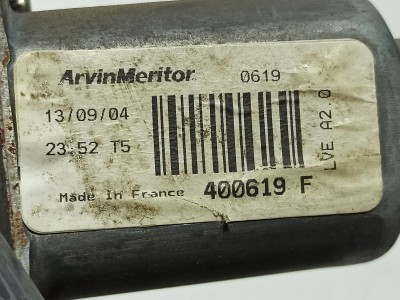 ArvinMeritor 0619
13/09/04
23:52 T5
LVE A2.0
Made In France 400619 F